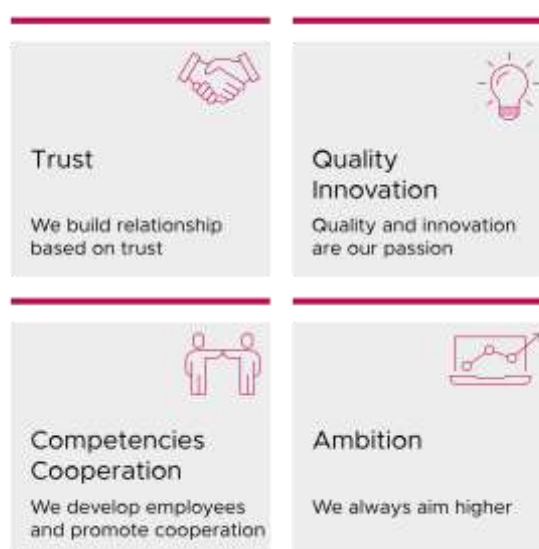 Trust
We build relationship
based on trust
Quality
Innovation
Quality and innovation
are our passion
Competencies
Cooperation
We develop employees
and promote cooperation
Ambition
We always aim higher